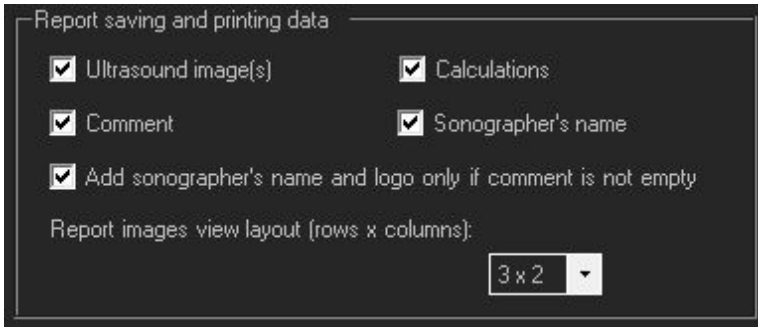 Report saving and printing data
Ultrasound image(s) Calculations
Comment Sonographer's name
Add sonographer's name and logo only if comment is not empty
Report images view layout (rows x columns):
3 x 2